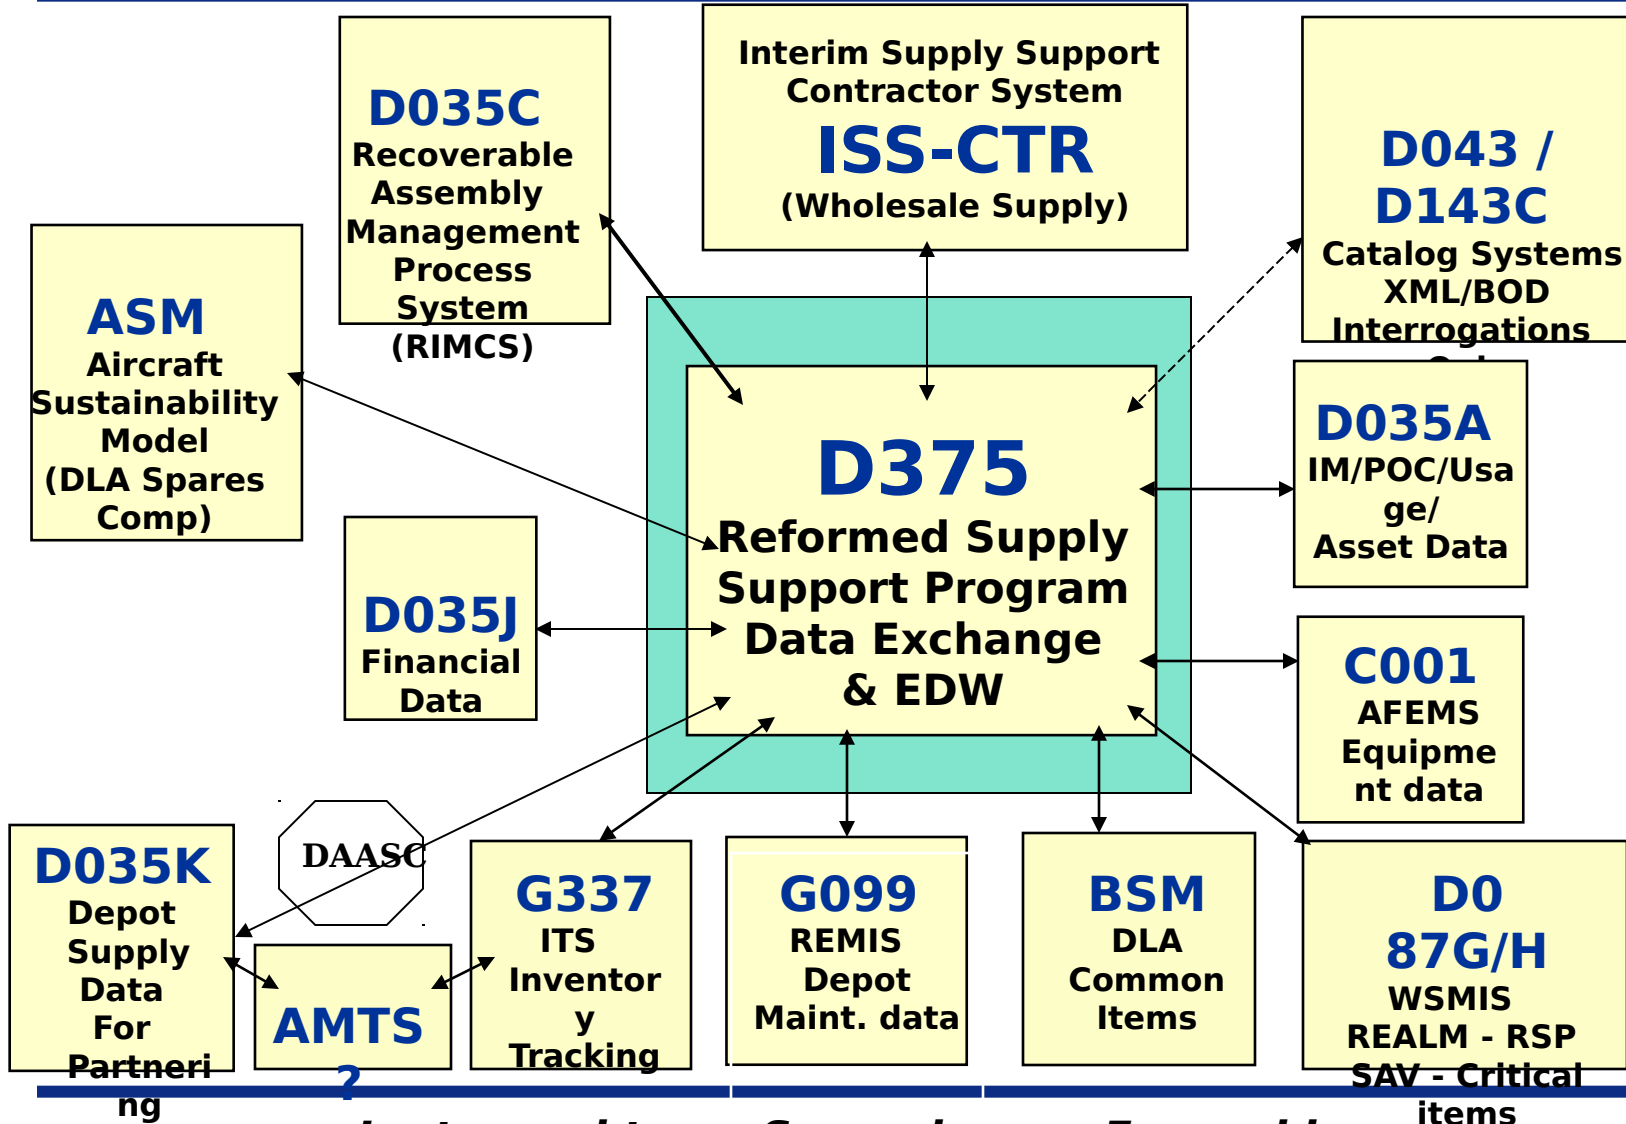 Interim Supply Support
Contractor System
ISS-CTR
(Wholesale Supply)
D035C
Recoverable
Assembly
Management
Process
System
(RIMCS)
D043 /
D143C
Catalog Systems
XML/BOD
Interrogations
ASM
Aircraft
Sustainability
Model
(DLA Spares
Comp)
D375
Reformed Supply
Support Program
Data Exchange
& EDW
D035A
IM/POC/Usa
ge/
Asset Data
D035J
Financial
Data
C001
AFEMS
Equipme
nt data
DAASC
D035K
Depot
Supply
Data
For
Partneri
ng
AMTS
?
G337
ITS
Inventor
y
Tracking
G099
REMIS
Depot
Maint. data
BSM
DLA
Common
Items
D0
87G/H
WSMIS
REALM - RSP
SAV - Critical
items